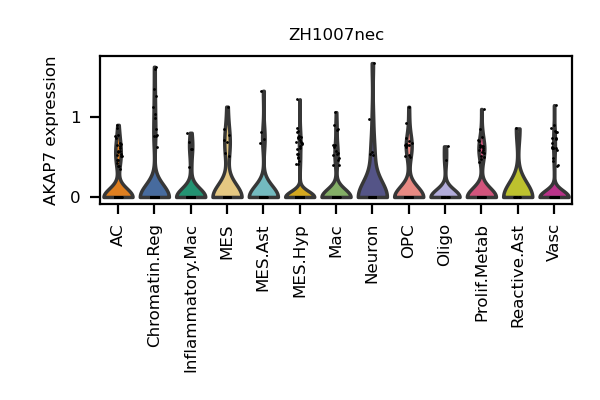 ZH1007nec
AKAP7 expression
1
0
AC
Chromatin.Reg
Inflammatory.Mac
MES
MES.Ast
MES.Hyp
Mac
Neuron
OPC
Oligo
Prolif.Metab
Reactive.Ast
Vasc